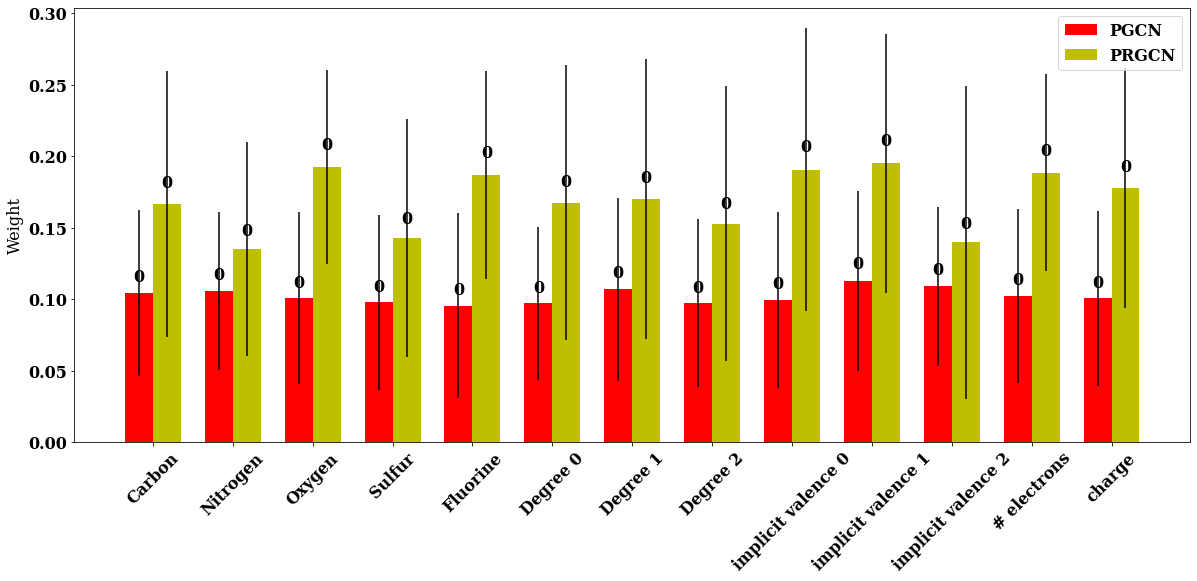 0.30
PGCN
PRGCN
0.25
0.20
0.15
0.10
0.05
0.00
Weight
0 0 0 0 0 0 0 0 0 0 0 0 0
0 0 0 0 0 0 0 0 0 0 0 0 0
Carbon
Nitrogen
Oxygen
Sulfur
Fluorine
Degree 0
Degree 1
Degree 2
implicit valence 0
implicit valence 1
implicit valence 2
# electrons
charge